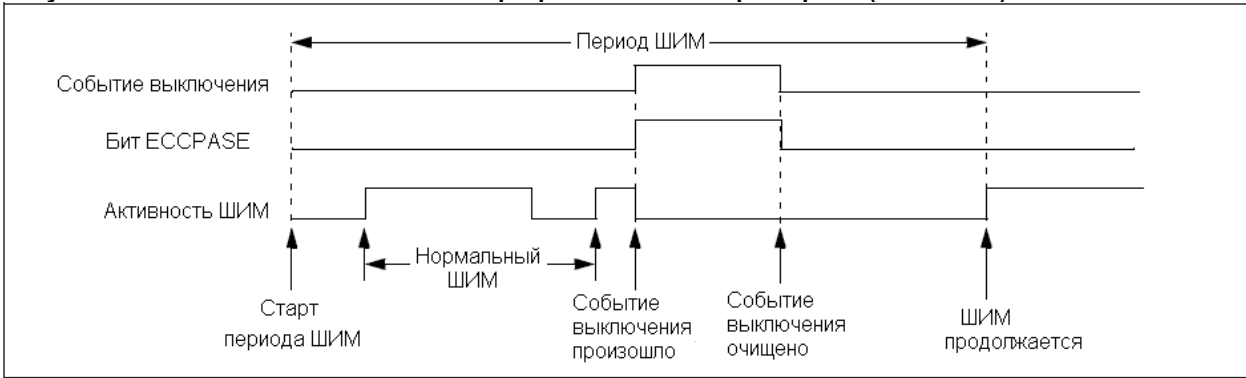 Период ШИМ
Событие выключения
Бит ECCPASE
Активность ШИМ
Нормальный
ШИМ
Старт
периода ШИМ
Событие
выключения
произошло
Событие
выключения
очищено
ШИМ
продолжается